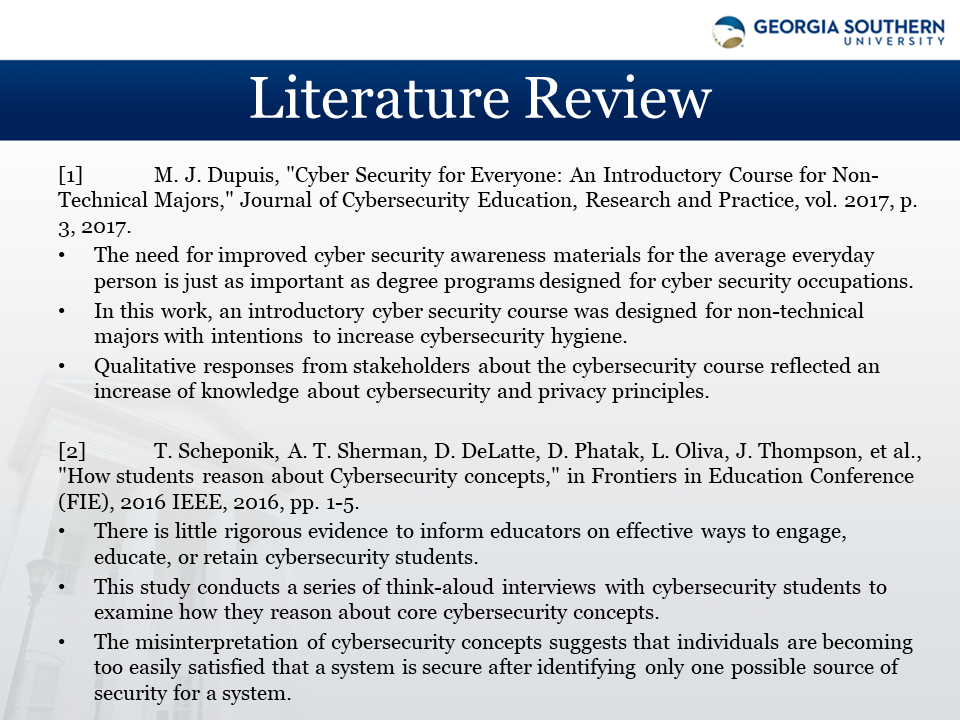 GEORGIA SOUTHERN
UNIVERSITY
Literature Review
[1] M. J. Dupuis, "Cyber Security for Everyone: An Introductory Course for Non-
Technical Majors," Journal of Cybersecurity Education, Research and Practice, vol. 2017, p.
3, 2017.
• The need for improved cyber security awareness materials for the average everyday
person is just as important as degree programs designed for cyber security occupations.
• In this work, an introductory cyber security course was designed for non-technical
majors with intentions to increase cybersecurity hygiene.
• Qualitative responses from stakeholders about the cybersecurity course reflected an
increase of knowledge about cybersecurity and privacy principles.
[2] T. Scheponik, A. T. Sherman, D. DeLatte, D. Phatak, L. Oliva, J. Thompson, et al.,
"How students reason about Cybersecurity concepts," in Frontiers in Education Conference
(FIE), 2016 IEEE, 2016, pp. 1-5.
• There is little rigorous evidence to inform educators on effective ways to engage,
educate, or retain cybersecurity students.
• This study conducts a series of think-aloud interviews with cybersecurity students to
examine how they reason about core cybersecurity concepts.
• The misinterpretation of cybersecurity concepts suggests that individuals are becoming
too easily satisfied that a system is secure after identifying only one possible source of
security for a system.